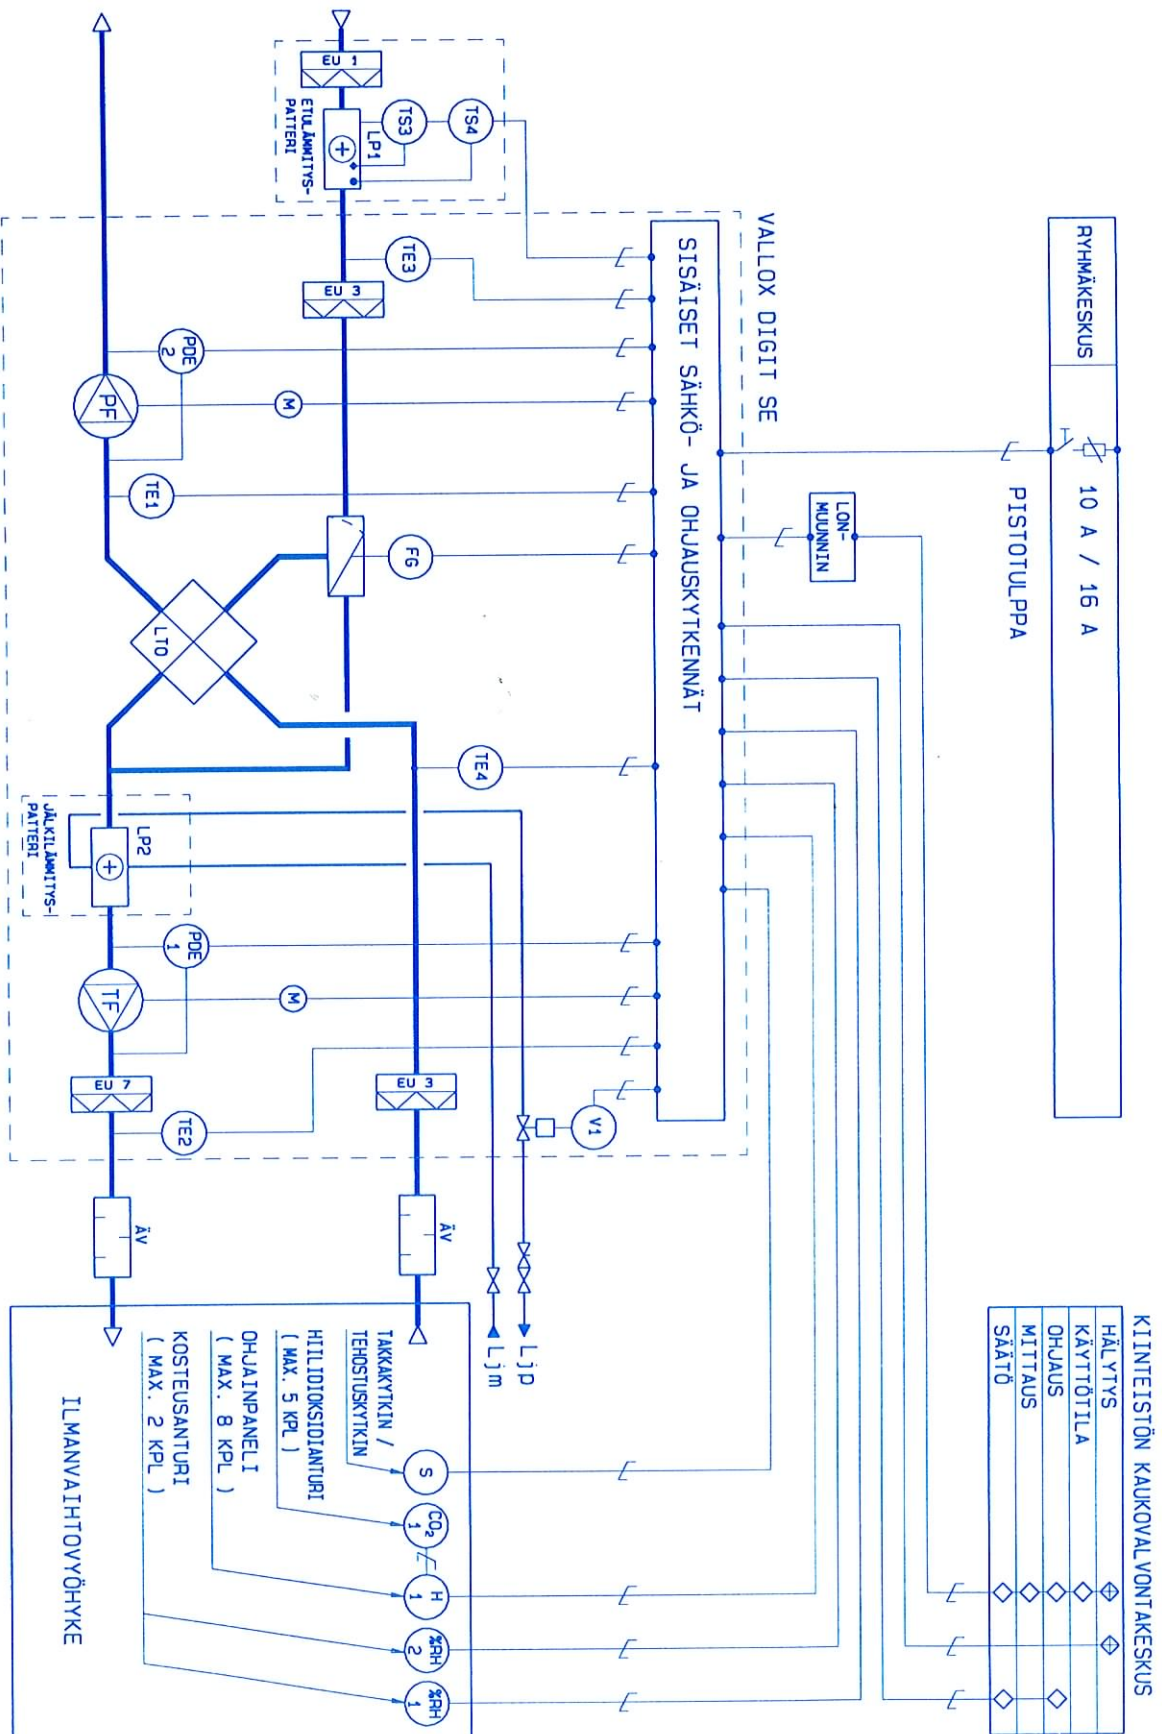 KIINTEISTÖN KAUKOVALVONTAKESKUS
HÄLYTYS
KÄYTTÖTILA
OHJAUS
MITTAUS
SÄÄTÖ
RYHMÄKESKUS
10 A / 16 A
PISTOTULPPA
LON-
MUUNNIN
VALLOX DIGIT SE
SISÄISET SÄHKÖ- JA OHJAUSKYTKENNÄT
EU 1
TS3
TS4
LP1
ETULÄMMITYS-
PATTERI
TE3
EU 3
PDE
2
PF
M
TE1
FG
LTO
TE4
LP2
JÄLKILÄMMITYS-
PATTERI
PDE
1
TF
M
EU 7
EU 3
TE2
V1
ÄV
ÄV
Ljp
Ljm
TAKKAKYTKIN /
TEHOSTUSKYTKIN
HIILIDIOKSIDIANTURI
( MAX. 5 KPL )
OHJAINPANELI
( MAX. 8 KPL )
KOSTEUSANTURI
( MAX. 2 KPL )
S
CO2
1
H
1
%RH
2
%RH
1
ILMANVAIHTOVYÖHYKE